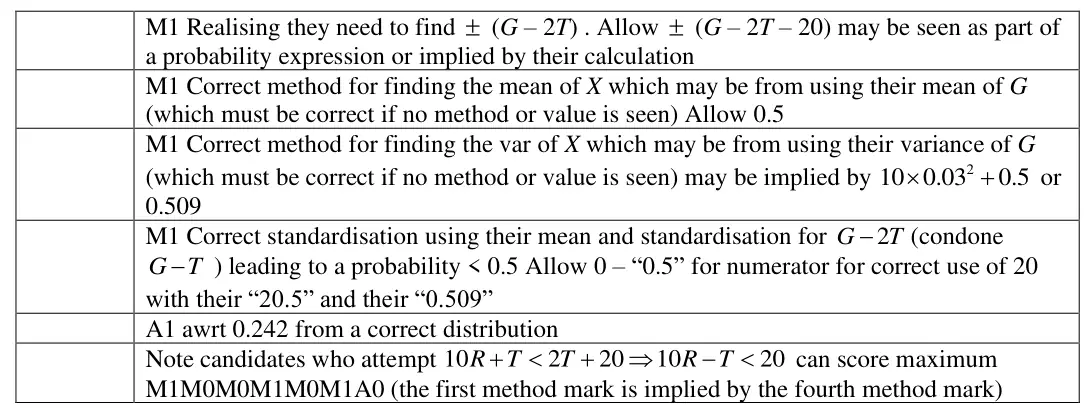 M1 Realising they need to find ± (G – 2T) . Allow ± (G – 2T – 20) may be seen as part of
a probability expression or implied by their calculation
M1 Correct method for finding the mean of X which may be from using their mean of G
(which must be correct if no method or value is seen) Allow 0.5
M1 Correct method for finding the var of X which may be from using their variance of G
(which must be correct if no method or value is seen) may be implied by 10×0.03² + 0.5 or
0.509
M1 Correct standardisation using their mean and standardisation for G – 2T (condone
G – T ) leading to a probability < 0.5 Allow 0 – “0.5” for numerator for correct use of 20
with their “20.5” and their “0.509”
A1 awrt 0.242 from a correct distribution
Note candidates who attempt 10R + T < 2T + 20 ⇒ 10R – T < 20 can score maximum
M1M0M0M1M0M1A0 (the first method mark is implied by the fourth method mark)